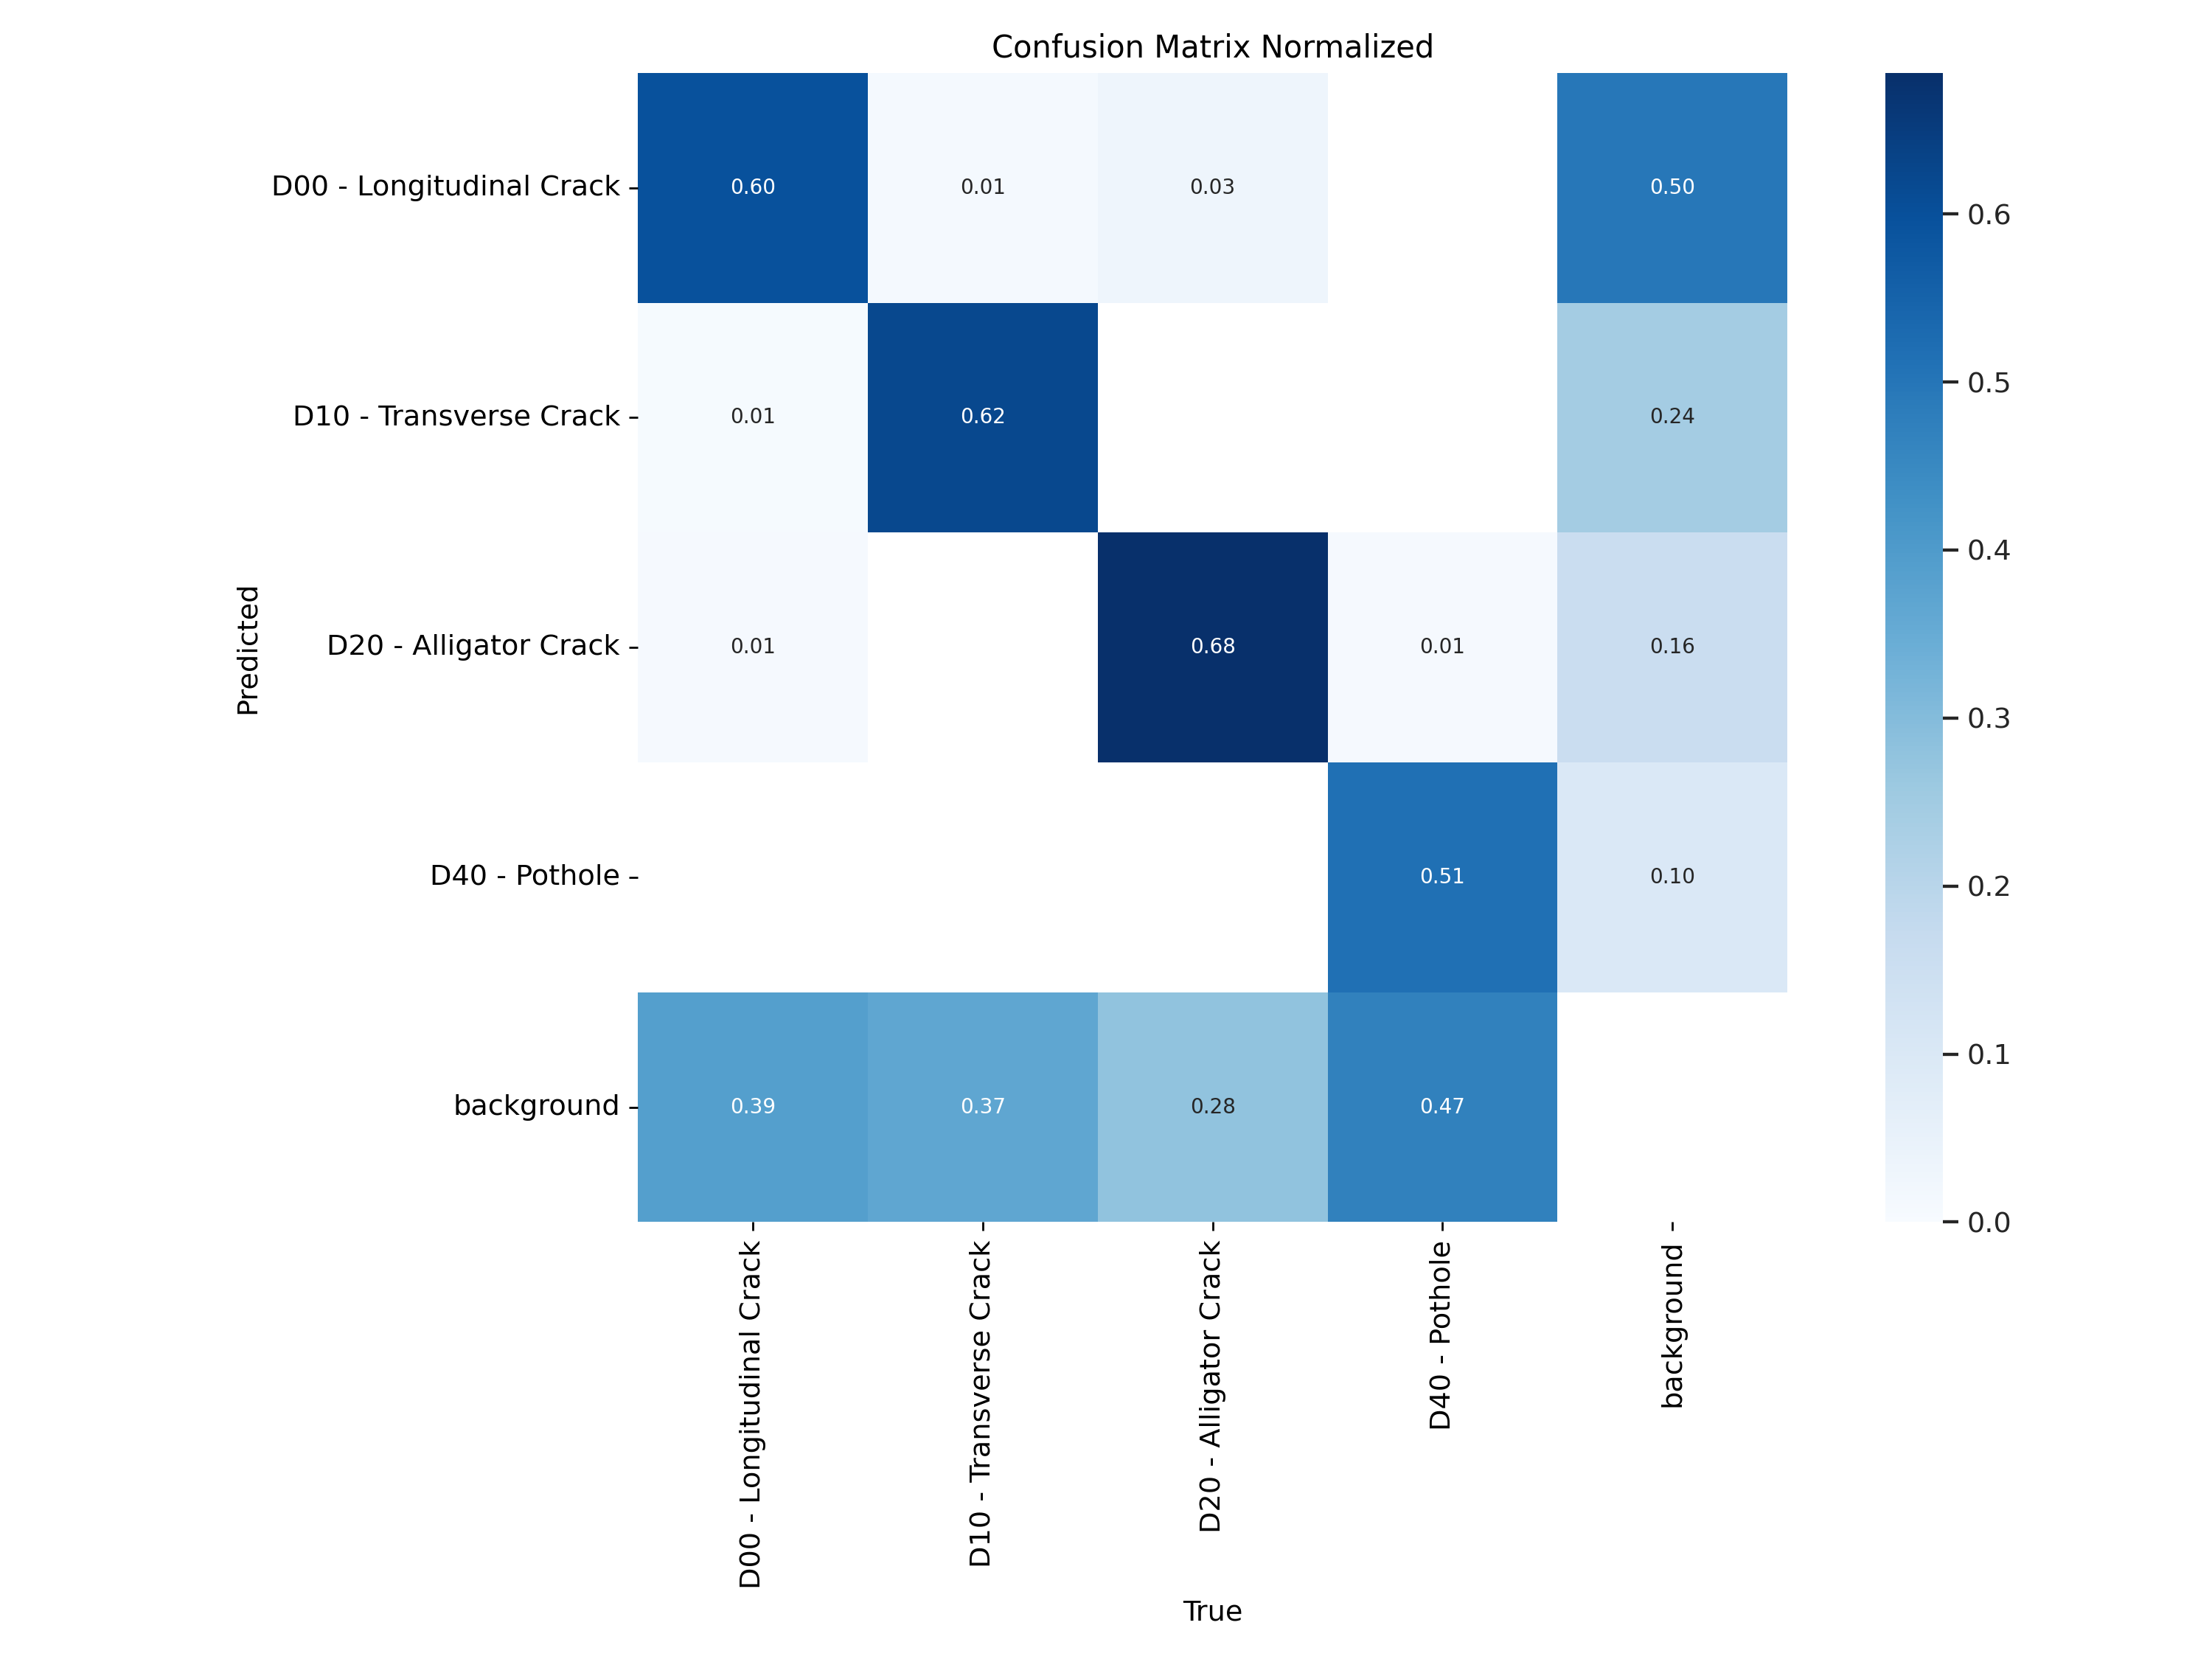 Confusion Matrix Normalized
D00 - Longitudinal Crack
0.60
0.01
0.03
0.50
D10 - Transverse Crack
0.01
0.62
0.24
D20 - Alligator Crack
0.01
0.68
0.01
0.16
D40 - Pothole
0.51
0.10
background
0.39
0.37
0.28
0.47
Predicted
D00 - Longitudinal Crack
D10 - Transverse Crack
D20 - Alligator Crack
D40 - Pothole
background
True
0.6
0.5
0.4
0.3
0.2
0.1
0.0